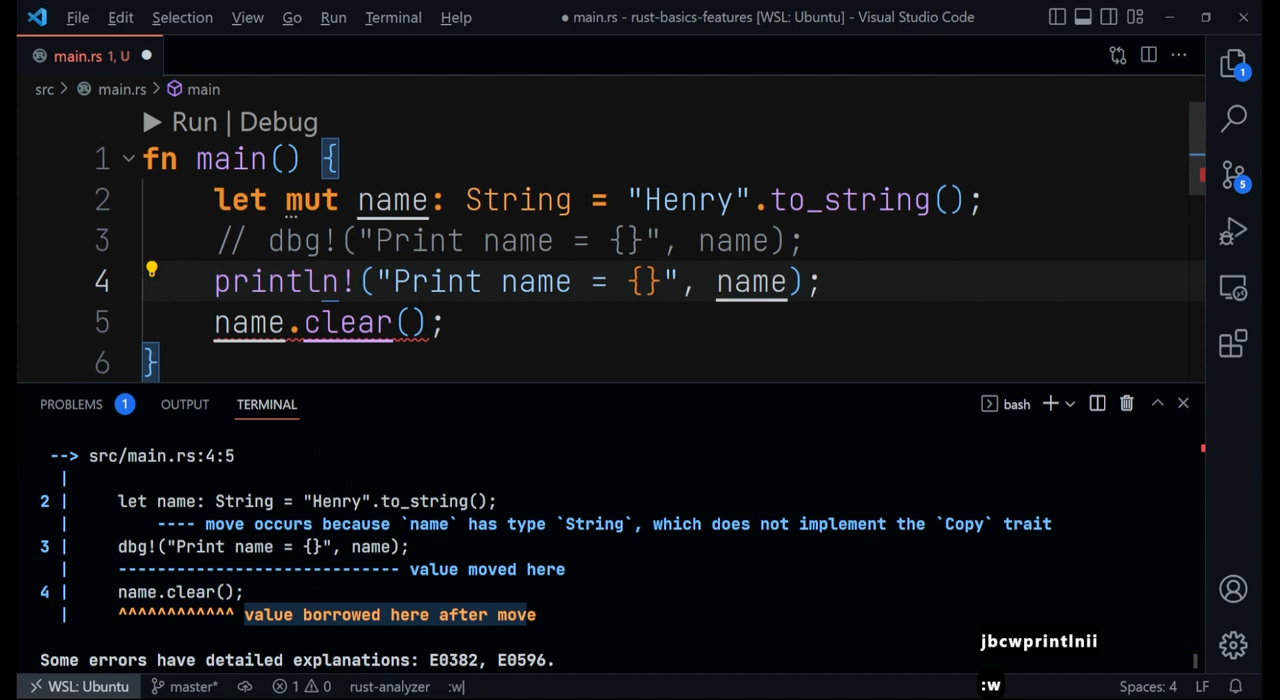 File Edit Selection View Go Run Terminal Help ● main.rs - rust-basics-features [WSL: Ubuntu] - Visual Studio Code
main.rs 1, U ●
src > main.rs > main
1
▶ Run | Debug
1 fn main() {
2 let mut name: String = "Henry".to_string();
3 // dbg!("Print name = {}", name);
4 println!("Print name = {}", name);
5 name.clear();
6 }
5
PROBLEMS 1 OUTPUT TERMINAL bash
--> src/main.rs:4:5
|
2 | let name: String = "Henry".to_string();
| ---- move occurs because `name` has type `String`, which does not implement the `Copy` trait
3 | dbg!("Print name = {}", name);
| ----------------------------- value moved here
4 | name.clear();
| ^^^^^^^^^^^^ value borrowed here after move
Some errors have detailed explanations: E0382, E0596.
jbcwprintlnii
:w
WSL: Ubuntu master* 1 0 rust-analyzer :w| Spaces: 4 LF